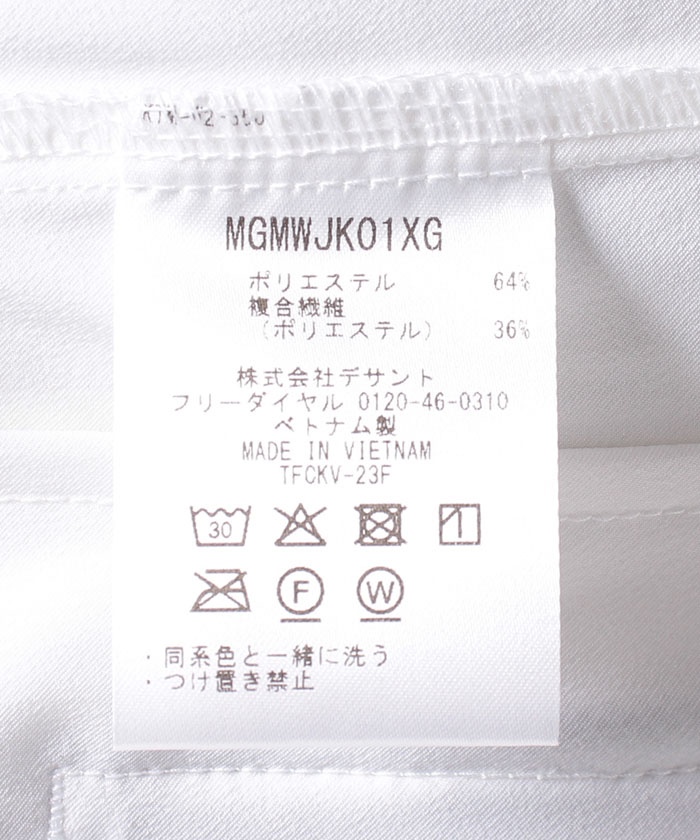 MGMWJK01XG
ポリエステル 64%
複合繊維
（ポリエステル） 36%
株式会社デサント
フリーダイヤル 0120-46-0310
ベトナム製
MADE IN VIETNAM
TFCKV-23F
30
F W
・同系色と一緒に洗う
・つけ置き禁止